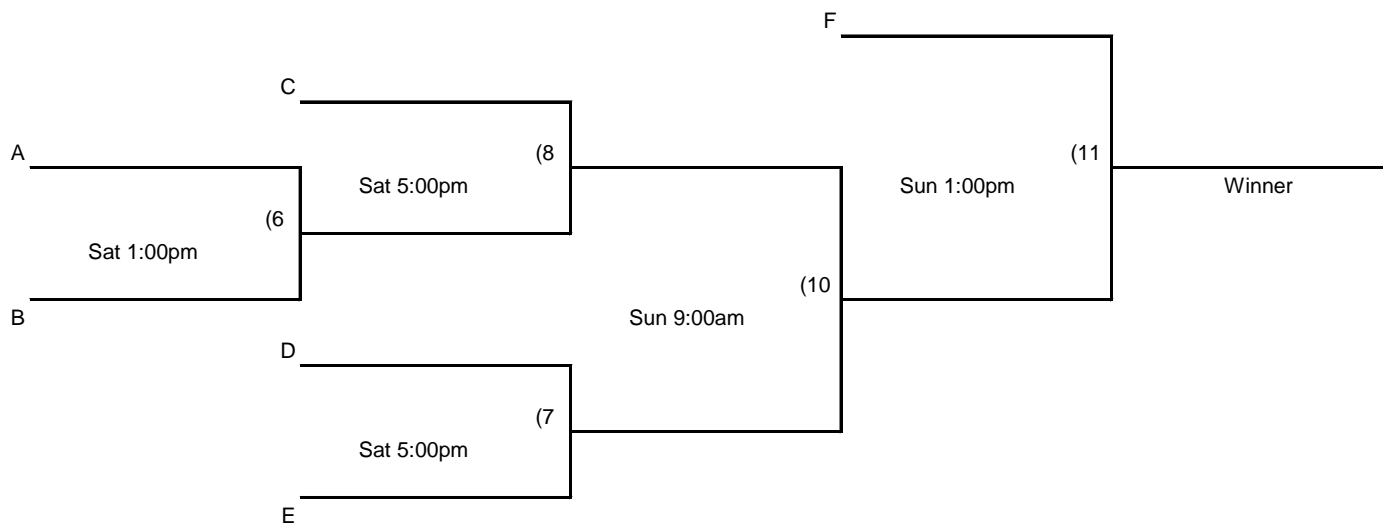 F
C
A
(8
(11
Sat 5:00pm
Sun 1:00pm
Winner
(6
Sat 1:00pm
(10
B
Sun 9:00am
D
(7
Sat 5:00pm
E